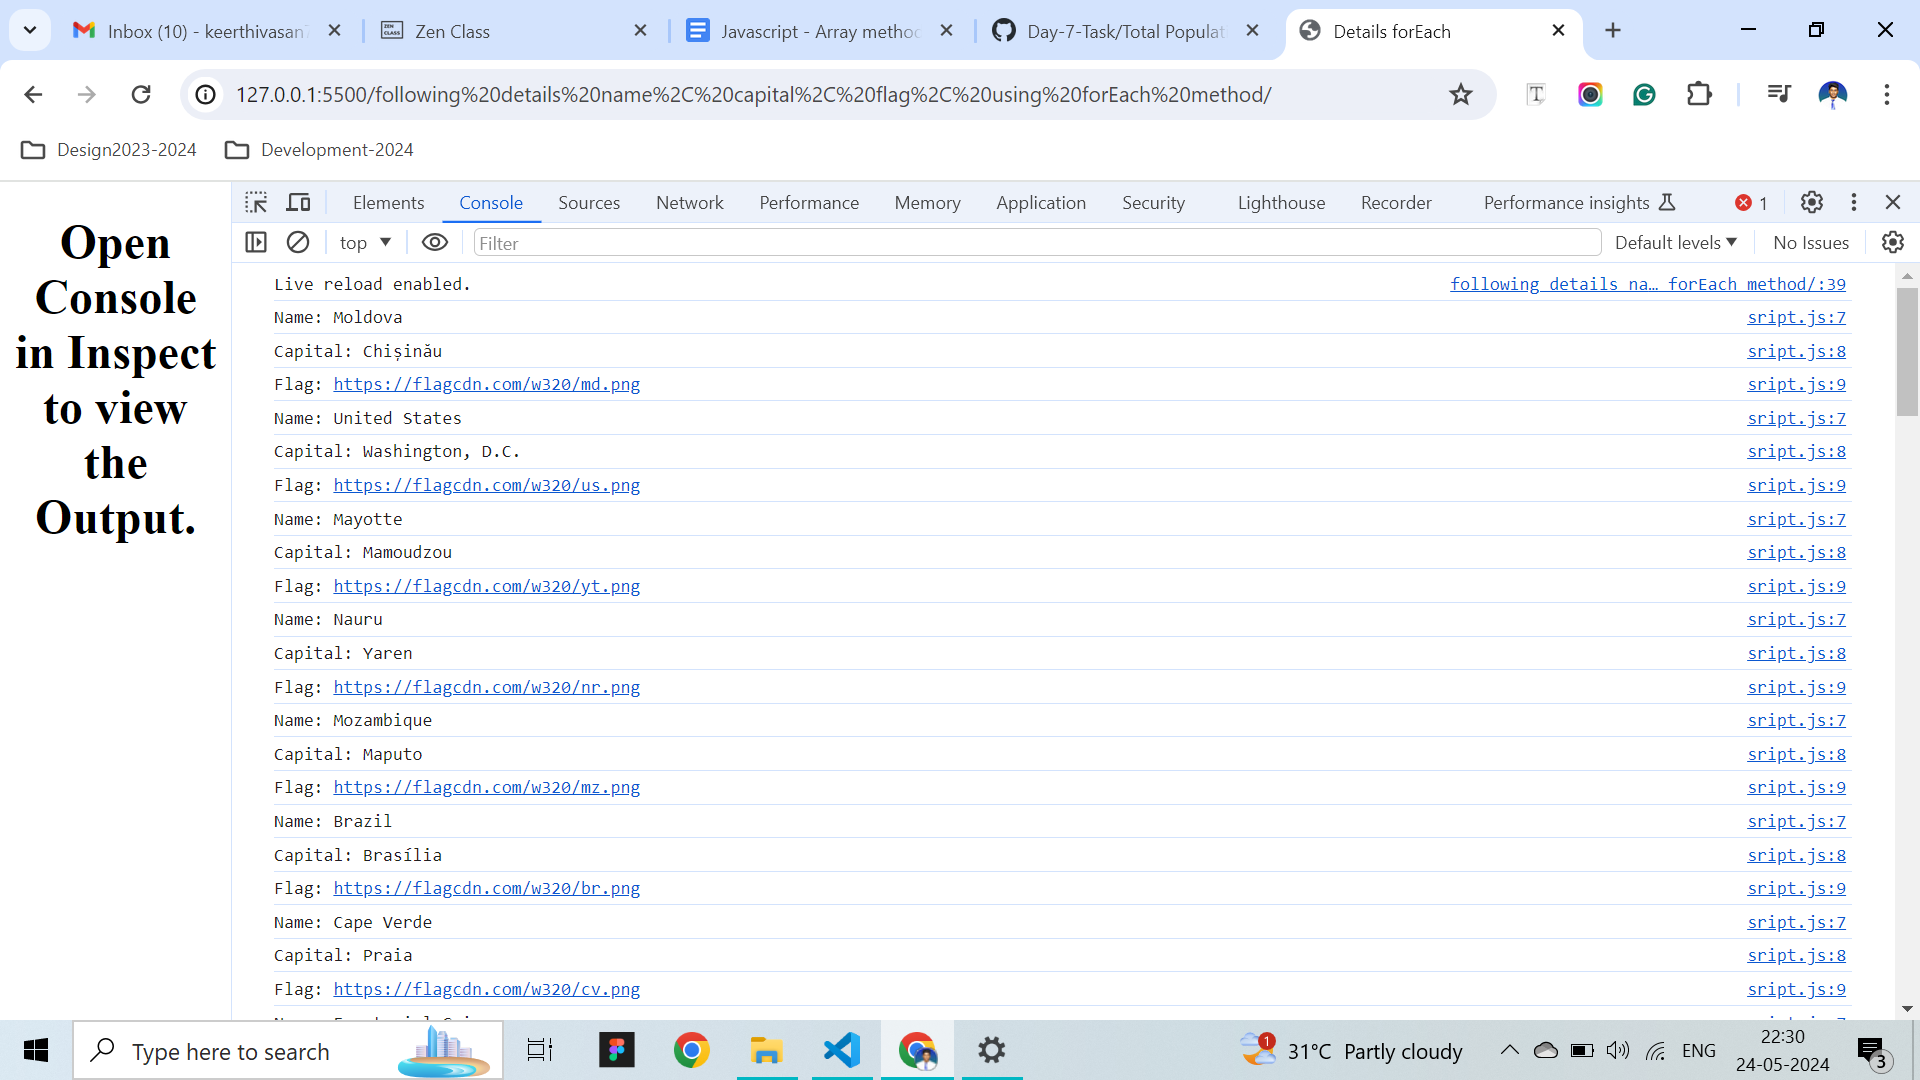 Inbox (10) - keerthivasan
Zen Class
Javascript - Array metho
Day-7-Task/Total Populat
Details forEach
127.0.0.1:5500/following%20details%20name%2C%20capital%2C%20flag%2C%20using%20forEach%20method/
Design2023-2024
Development-2024
Open
Console
in Inspect
to view
the
Output.
Elements Console Sources Network Performance Memory Application Security Lighthouse Recorder Performance insights 1
top Filter Default levels No Issues
Live reload enabled. following details na… forEach method/:39
Name: Moldova sript.js:7
Capital: Chișinău sript.js:8
Flag: https://flagcdn.com/w320/md.png sript.js:9
Name: United States sript.js:7
Capital: Washington, D.C. sript.js:8
Flag: https://flagcdn.com/w320/us.png sript.js:9
Name: Mayotte sript.js:7
Capital: Mamoudzou sript.js:8
Flag: https://flagcdn.com/w320/yt.png sript.js:9
Name: Nauru sript.js:7
Capital: Yaren sript.js:8
Flag: https://flagcdn.com/w320/nr.png sript.js:9
Name: Mozambique sript.js:7
Capital: Maputo sript.js:8
Flag: https://flagcdn.com/w320/mz.png sript.js:9
Name: Brazil sript.js:7
Capital: Brasília sript.js:8
Flag: https://flagcdn.com/w320/br.png sript.js:9
Name: Cape Verde sript.js:7
Capital: Praia sript.js:8
Flag: https://flagcdn.com/w320/cv.png sript.js:9
Type here to search
1
31°C Partly cloudy
ENG
22:30
24-05-2024
3